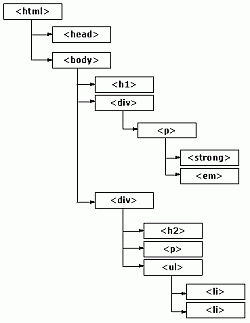 <html>
<head>
<body>
<h1>
<div>
<p>
<strong>
<em>
<div>
<h2>
<p>
<ul>
<li>
<li>